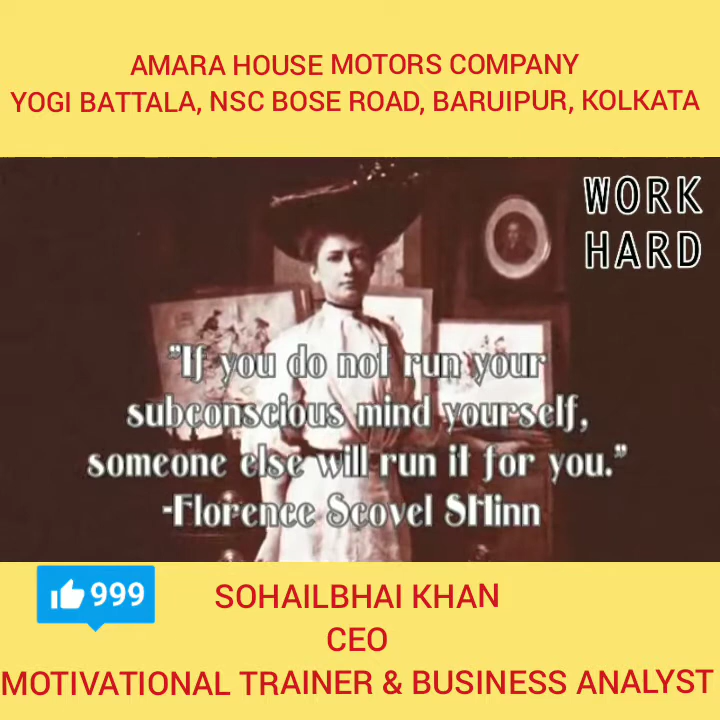 AMARA HOUSE MOTORS COMPANY
YOGI BATTALA, NSC BOSE ROAD, BARUIPUR, KOLKATA
WORK
HARD
"If you do not run your
subconscious mind yourself,
someone else will run it for you."
-Florence Scovel Shinn
999
SOHAILBHAI KHAN
CEO
MOTIVATIONAL TRAINER & BUSINESS ANALYST